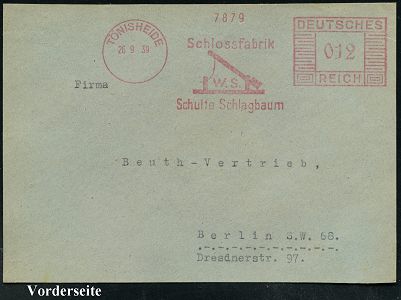 7879
TÖNISHEIDE
26.9.39
Schlossfabrik
W.S.
Schulte Schlagbaum
DEUTSCHES
012
REICH
Firma
Beuth-Vertrieb,
Berlin S.W. 68.
Dresdnerstr. 97.
Vorderseite